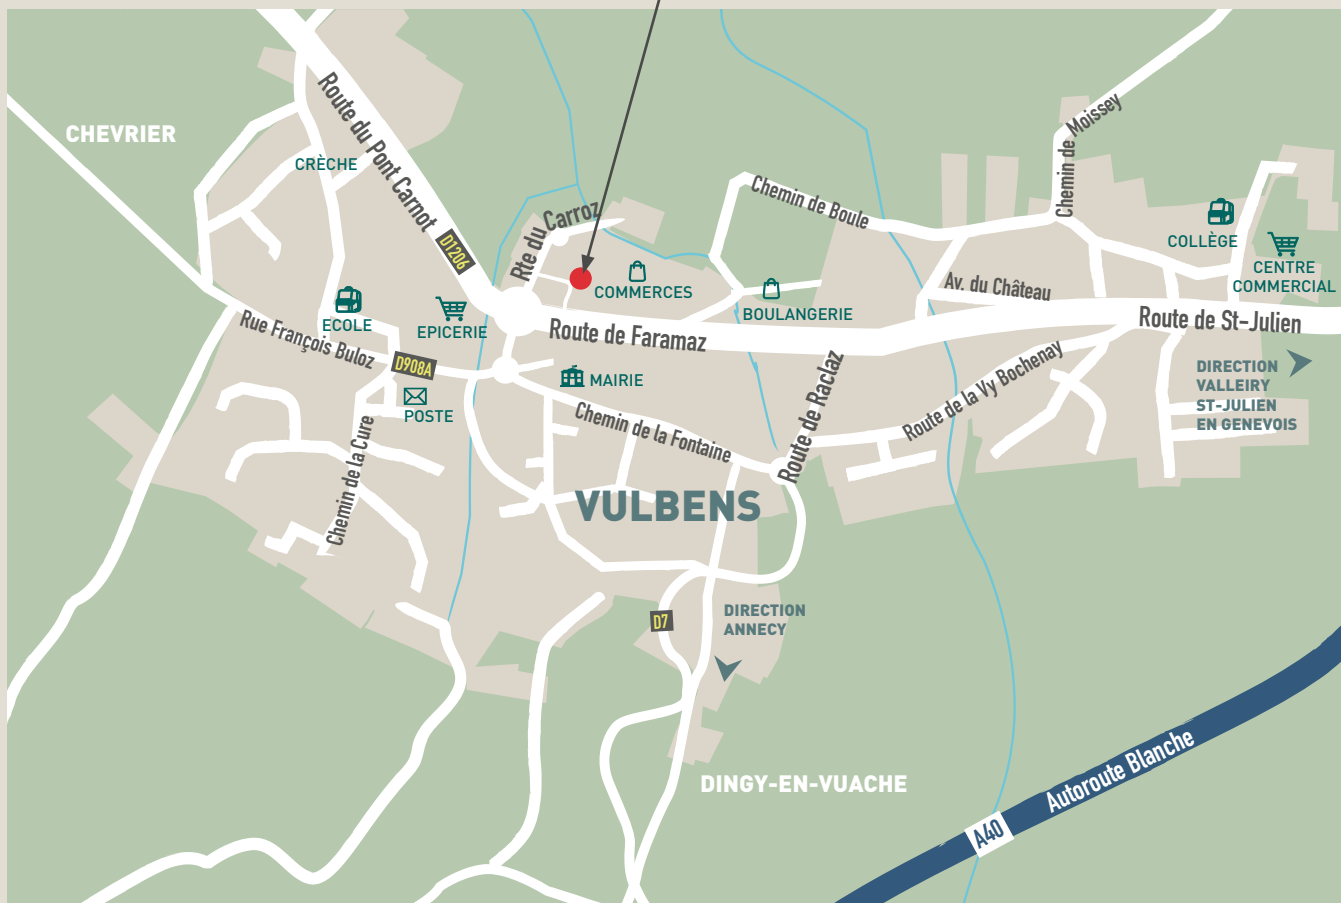 CHEVRIER
Route du Pont Carnot
CRÈCHE
D1206
Rte du Carroz
COMMERCES
Chemin de Boule
BOULANGERIE
Chemin de Moissey
COLLÈGE
CENTRE
COMMERCIAL
Av. du Château
Route de St-Julien
Route de Faramaz
ECOLE
EPICERIE
Rue François Buloz
D908A
MAIRIE
POSTE
Chemin de la Cure
Chemin de la Fontaine
Route de Raclaz
Route de la Vy Bochenay
DIRECTION
VALLEIRY
ST-JULIEN
EN GENEVOIS
VULBENS
D7
DIRECTION
ANNECY
DINGY-EN-VUACHE
Autoroute Blanche
A40